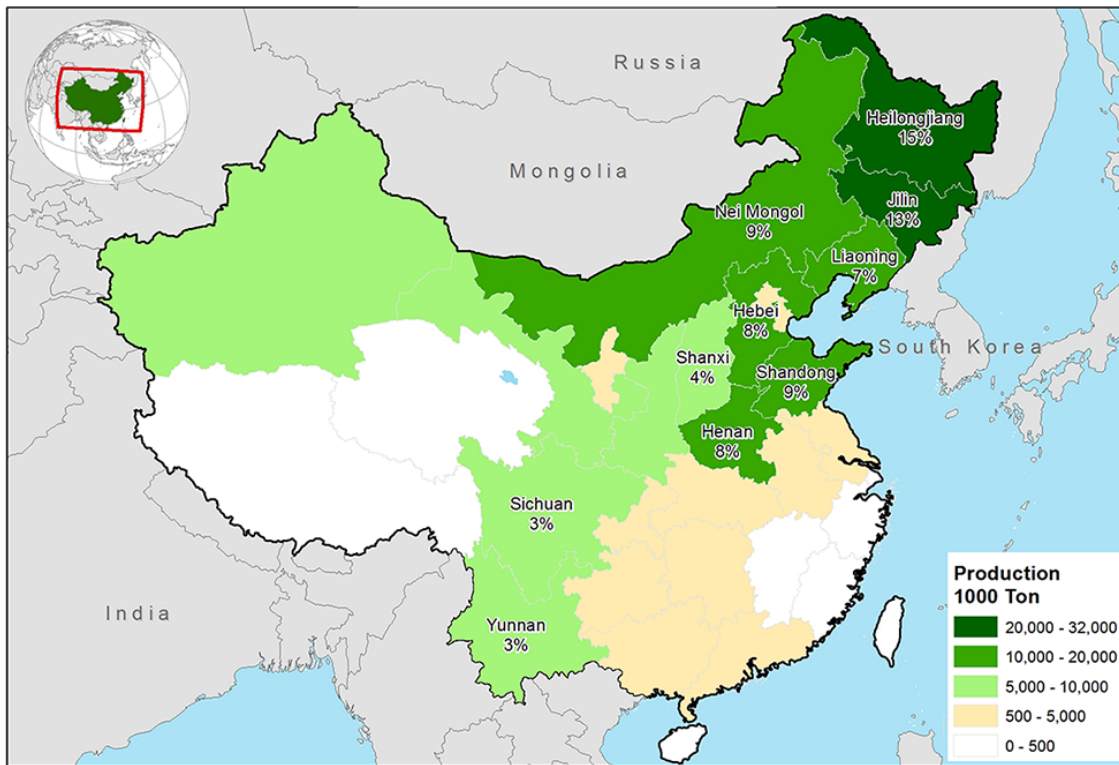 Russia
Mongolia
Heilongjiang
15%
Jilin
13%
Nei Mongol
9%
Liaoning
7%
Hebei
8%
South Korea
Shanxi
4%
Shandong
9%
Henan
8%
Sichuan
3%
India
Yunnan
3%
Production
1000 Ton
20,000 - 32,000
10,000 - 20,000
5,000 - 10,000
500 - 5,000
0 - 500